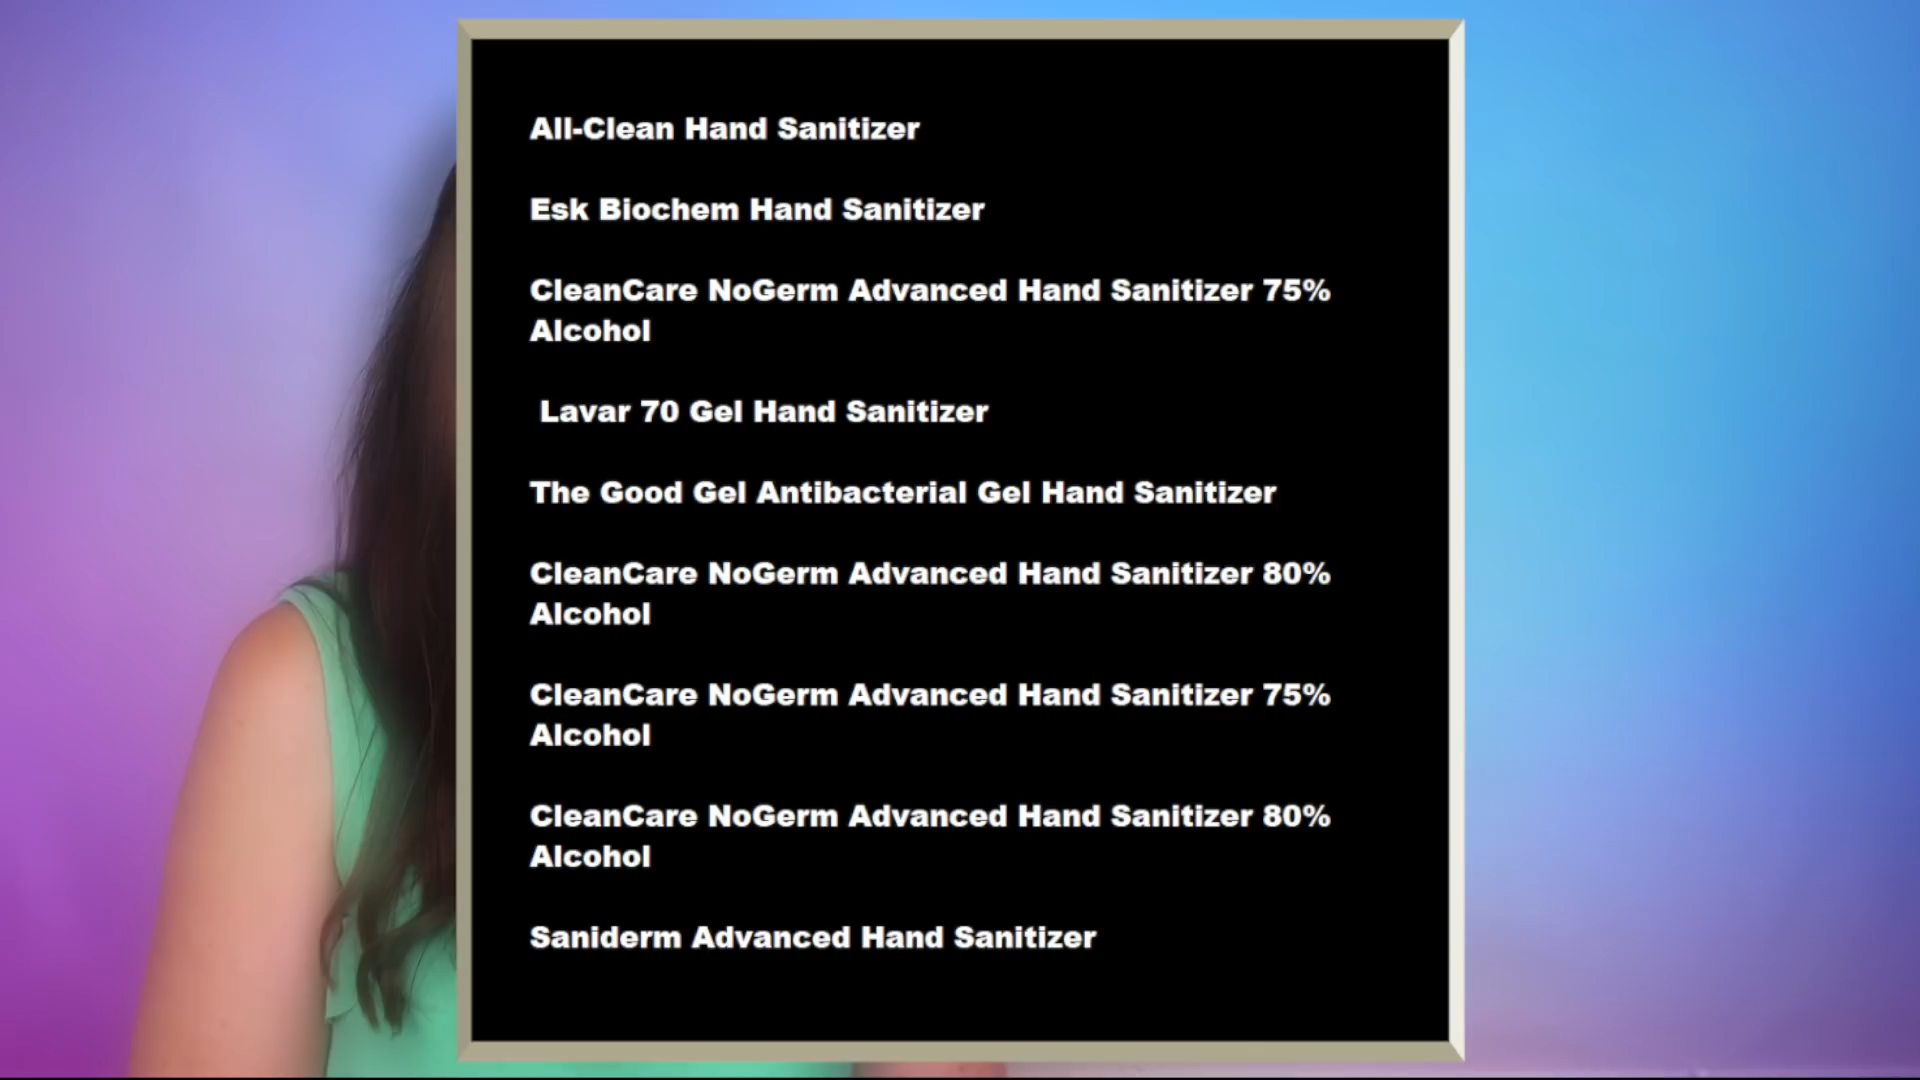 All-Clean Hand Sanitizer
Esk Biochem Hand Sanitizer
CleanCare NoGerm Advanced Hand Sanitizer 75%
Alcohol
Lavar 70 Gel Hand Sanitizer
The Good Gel Antibacterial Gel Hand Sanitizer
CleanCare NoGerm Advanced Hand Sanitizer 80%
Alcohol
CleanCare NoGerm Advanced Hand Sanitizer 75%
Alcohol
CleanCare NoGerm Advanced Hand Sanitizer 80%
Alcohol
Saniderm Advanced Hand Sanitizer